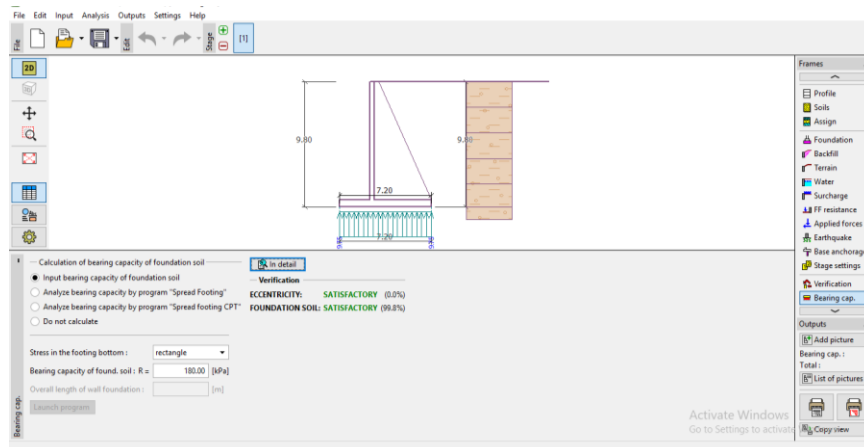 File Edit Input Analysis Outputs Settings Help
File
Edit
Stage
[1]
2D
9.80
9.80
7.20
7.20
Frames
Profile
Soils
Assign
Foundation
Backfill
Terrain
Water
Surcharge
FF resistance
Applied forces
Earthquake
Base anchorage
Stage settings
Verification
Bearing cap.
Outputs
Add picture
Bearing cap. :
Total :
List of pictures
Copy view
Bearing cap.
Calculation of bearing capacity of foundation soil
Input bearing capacity of foundation soil
Analyze bearing capacity by program "Spread Footing"
Analyze bearing capacity by program "Spread footing CPT"
Do not calculate
Stress in the footing bottom : rectangle
Bearing capacity of found. soil : R = 180.00 [kPa]
Overall length of wall foundation : [m]
Launch program
In detail
Verification
ECCENTRICITY: SATISFACTORY (0.0%)
FOUNDATION SOIL: SATISFACTORY (99.8%)
Activate Windows
Go to Settings to activate